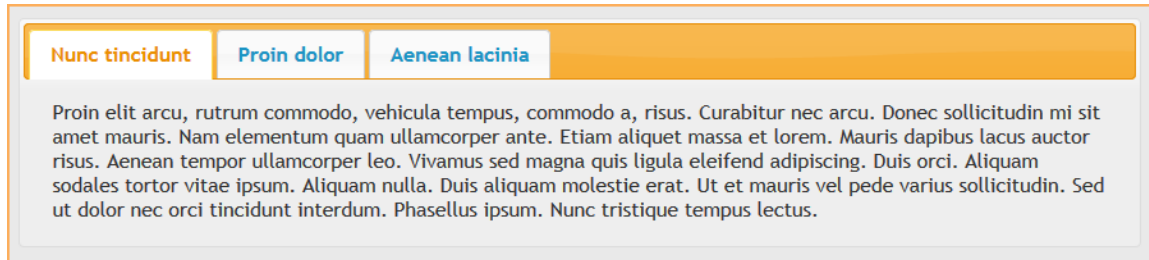 Nunc tincidunt Proin dolor Aenean lacinia
Proin elit arcu, rutrum commodo, vehicula tempus, commodo a, risus. Curabitur nec arcu. Donec sollicitudin mi sit
amet mauris. Nam elementum quam ullamcorper ante. Etiam aliquet massa et lorem. Mauris dapibus lacus auctor
risus. Aenean tempor ullamcorper leo. Vivamus sed magna quis ligula eleifend adipiscing. Duis orci. Aliquam
sodales tortor vitae ipsum. Aliquam nulla. Duis aliquam molestie erat. Ut et mauris vel pede varius sollicitudin. Sed
ut dolor nec orci tincidunt interdum. Phasellus ipsum. Nunc tristique tempus lectus.